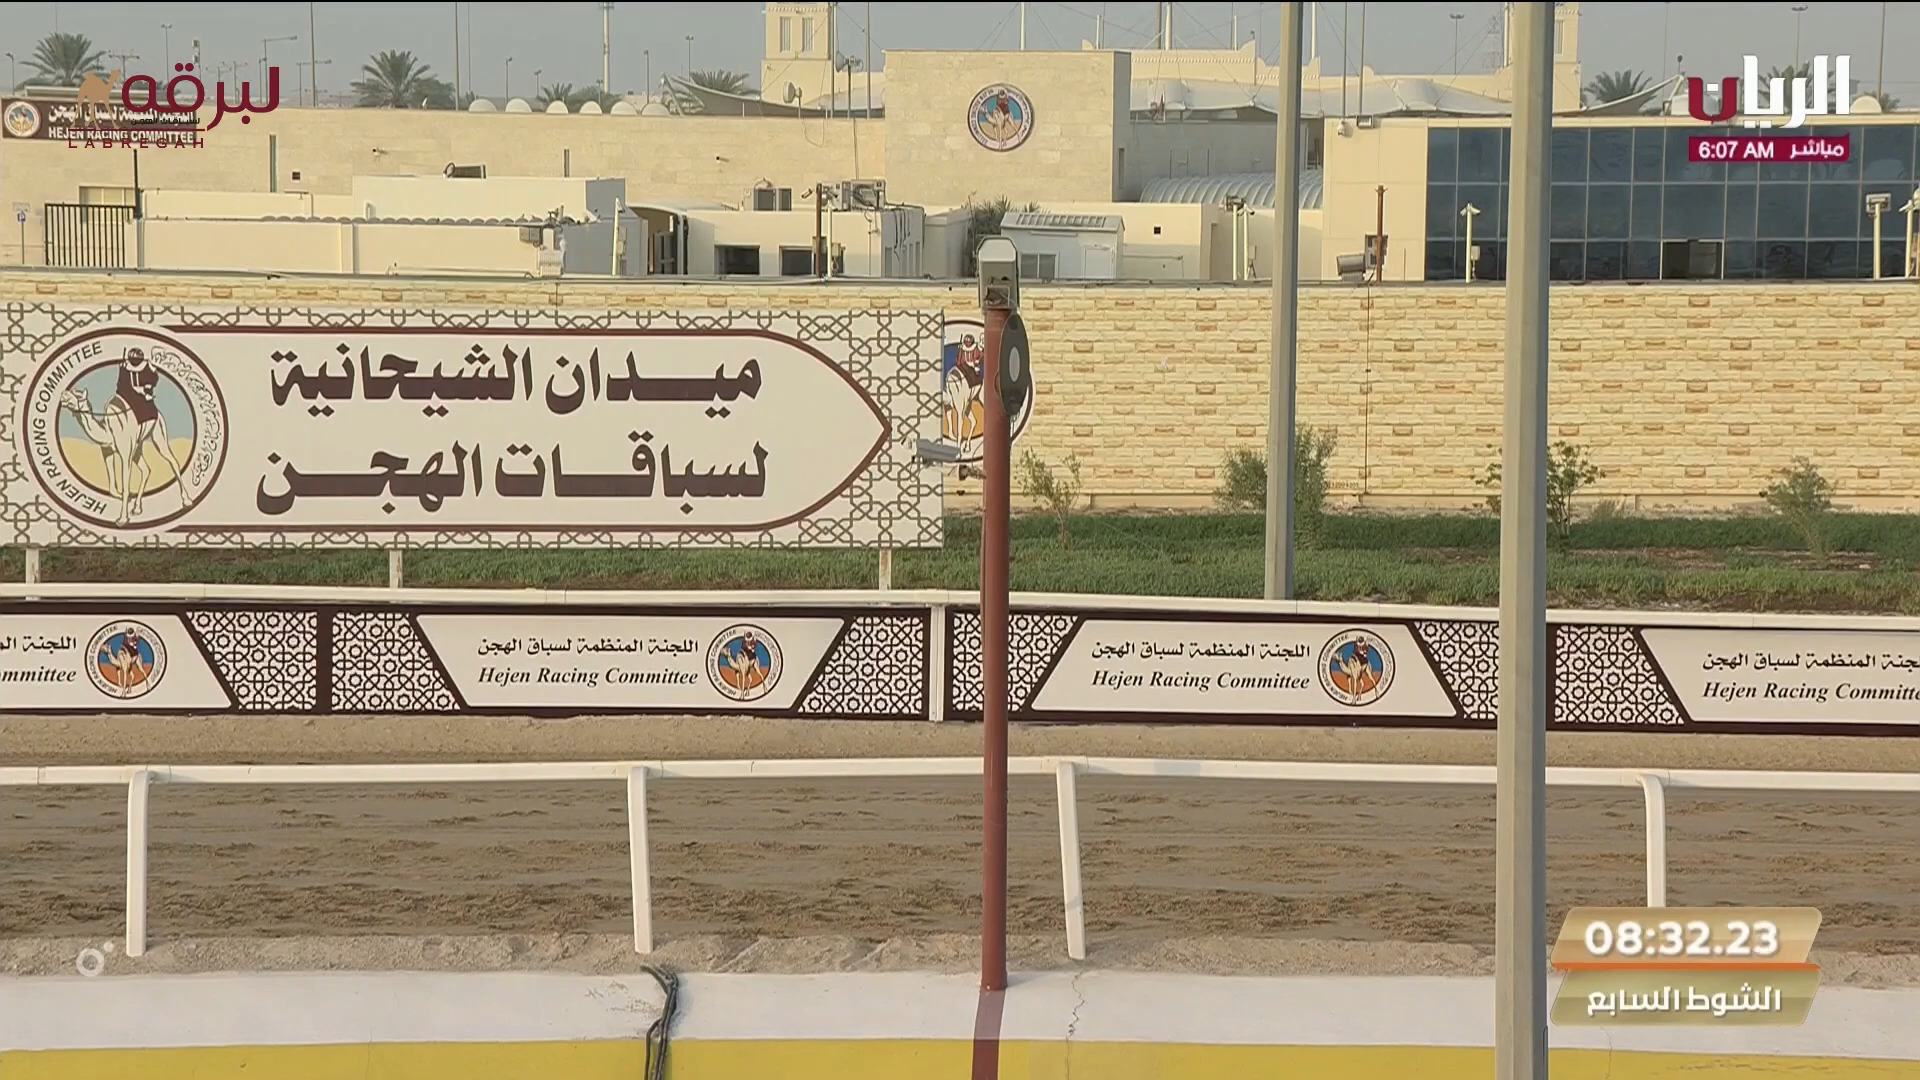 لبرقه
LABREGAH
HEJEN RACING COMMITTEE
الريان
6:07 AM مباشر
HEJEN RACING COMMITTEE
ميدان الشيحانية
لسباقات الهجن
اللجنة الم
mmittee
اللجنة المنظمة لسباق الهجن
Hejen Racing Committee
اللجنة المنظمة لسباق الهجن
Hejen Racing Committee
جنة المنظمة لسباق الهجن
Hejen Racing Committe
08:32.23
الشوط السابع